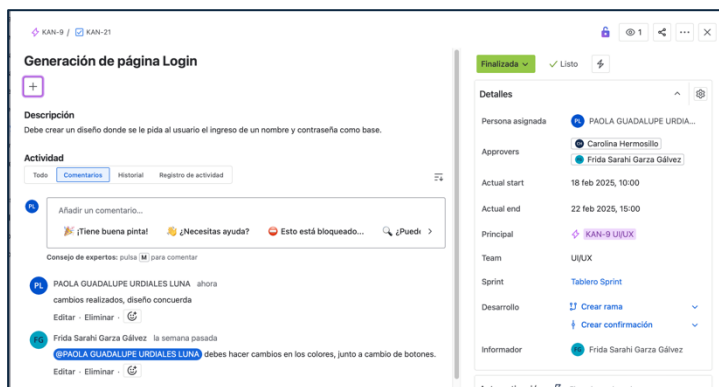 KAN-9 / KAN-21
1
Generación de página Login
Finalizada
Listo
Descripción
Debe crear un diseño donde se le pida al usuario el ingreso de un nombre y contraseña como base.
Actividad
Todo Comentarios Historial Registro de actividad
PL
Añadir un comentario...
¡Tiene buena pinta! ¿Necesitas ayuda? Esto está bloqueado... ¿Puede
Consejo de expertos: pulsa M para comentar
PL PAOLA GUADALUPE URDIALES LUNA ahora
cambios realizados, diseño concuerda
Editar · Eliminar ·
FG Frida Sarahi Garza Gálvez la semana pasada
@PAOLA GUADALUPE URDIALES LUNA debes hacer cambios en los colores, junto a cambio de botones.
Editar · Eliminar ·
Detalles
Persona asignada PL PAOLA GUADALUPE URDIA...
Approvers Carolina Hermosillo
FG Frida Sarahi Garza Gálvez
Actual start 18 feb 2025, 10:00
Actual end 22 feb 2025, 15:00
Principal KAN-9 UI/UX
Team UI/UX
Sprint Tablero Sprint
Desarrollo Crear rama
Crear confirmación
Informador FG Frida Sarahi Garza Gálvez